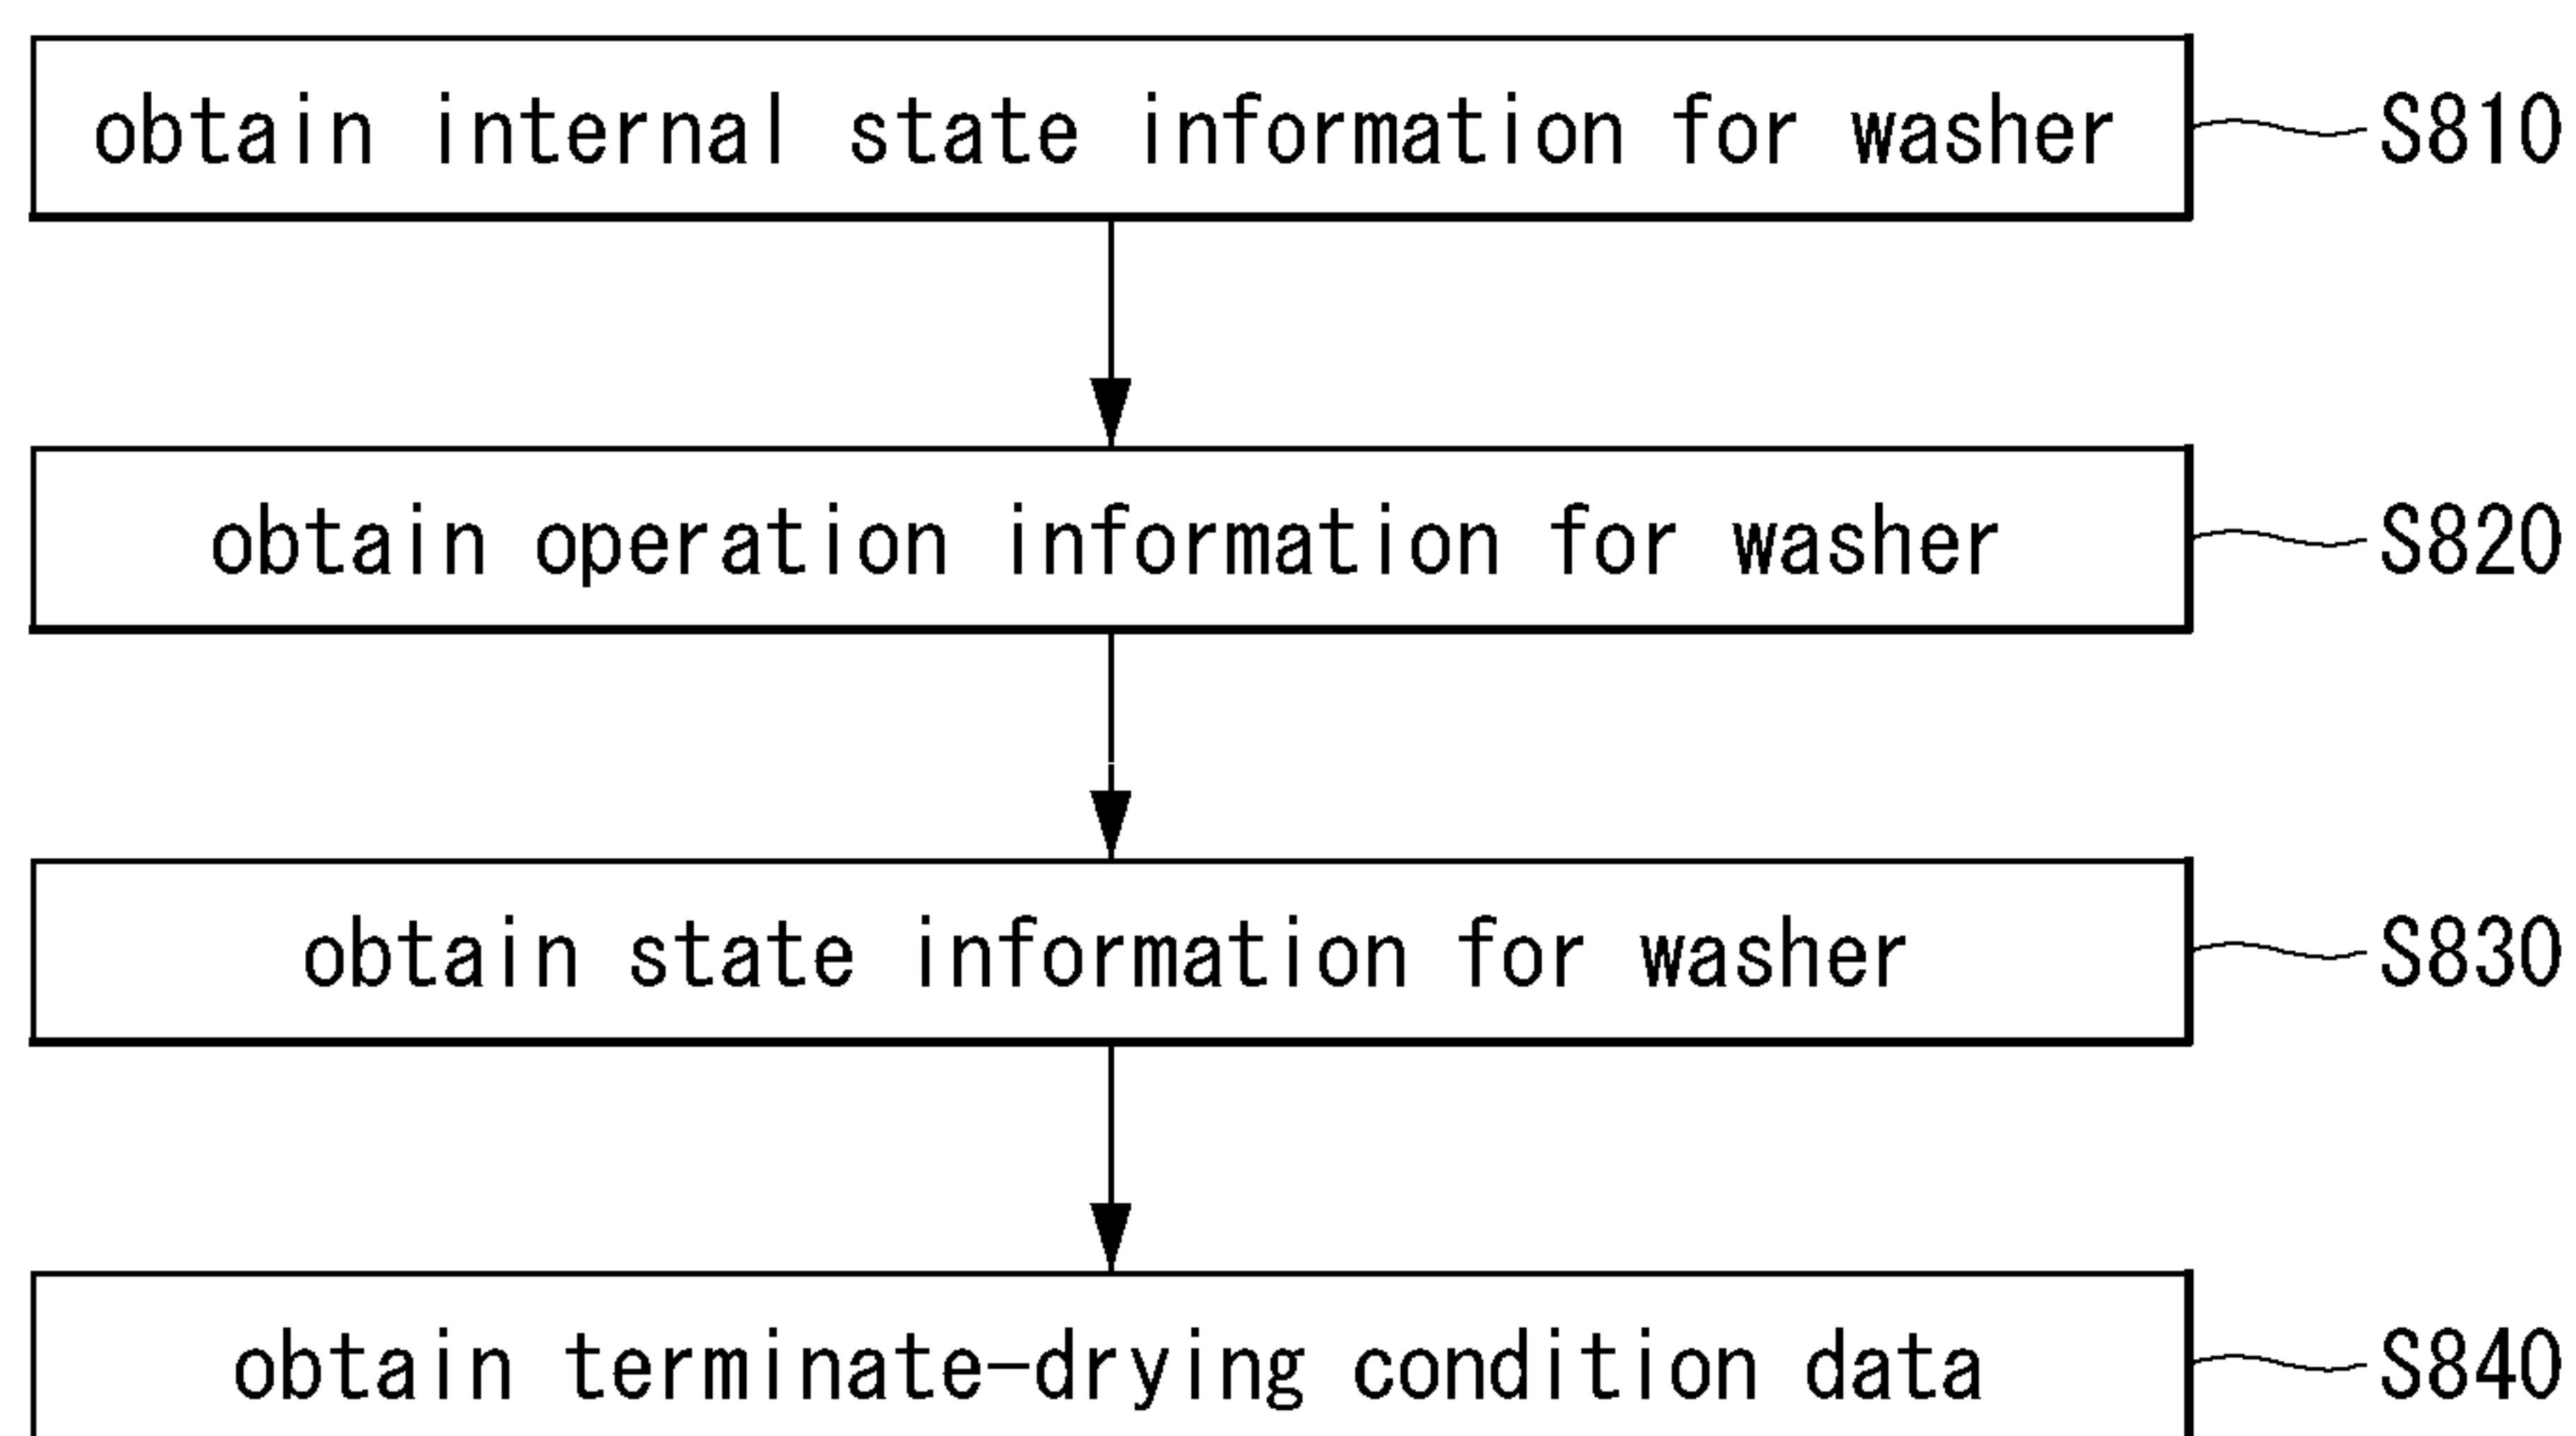 obtain internal state information for washer S810
obtain operation information for washer S820
obtain state information for washer S830
obtain terminate-drying condition data S840